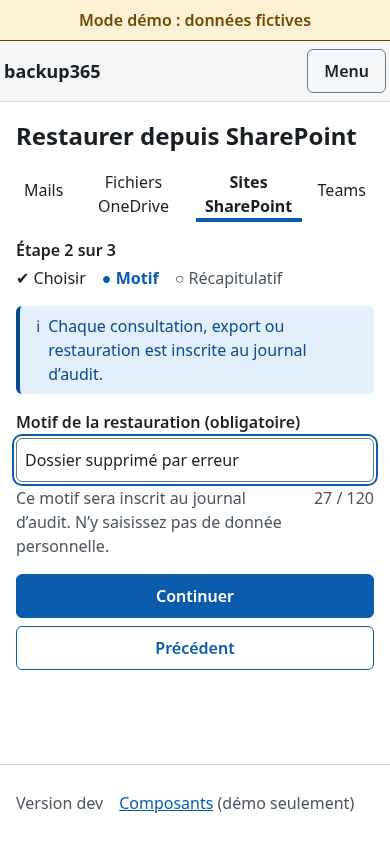 Mode démo : données fictives
backup365
Menu
Restaurer depuis SharePoint
Mails
Fichiers
OneDrive
Sites
SharePoint
Teams
Étape 2 sur 3
✔ Choisir ● Motif ○ Récapitulatif
i Chaque consultation, export ou
restauration est inscrite au journal
d’audit.
Motif de la restauration (obligatoire)
Dossier supprimé par erreur
Ce motif sera inscrit au journal
d’audit. N’y saisissez pas de donnée
personnelle.
27 / 120
Continuer
Précédent
Version dev Composants (démo seulement)